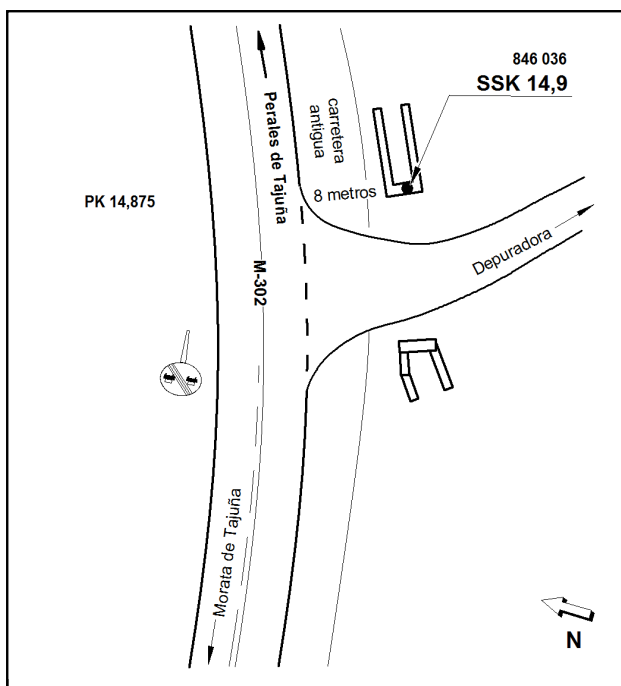 846 036
SSK 14,9
carretera
antigua
Perales de Tajuña
8 metros
PK 14,875
Depuradora
M-302
Morata de Tajuña
N